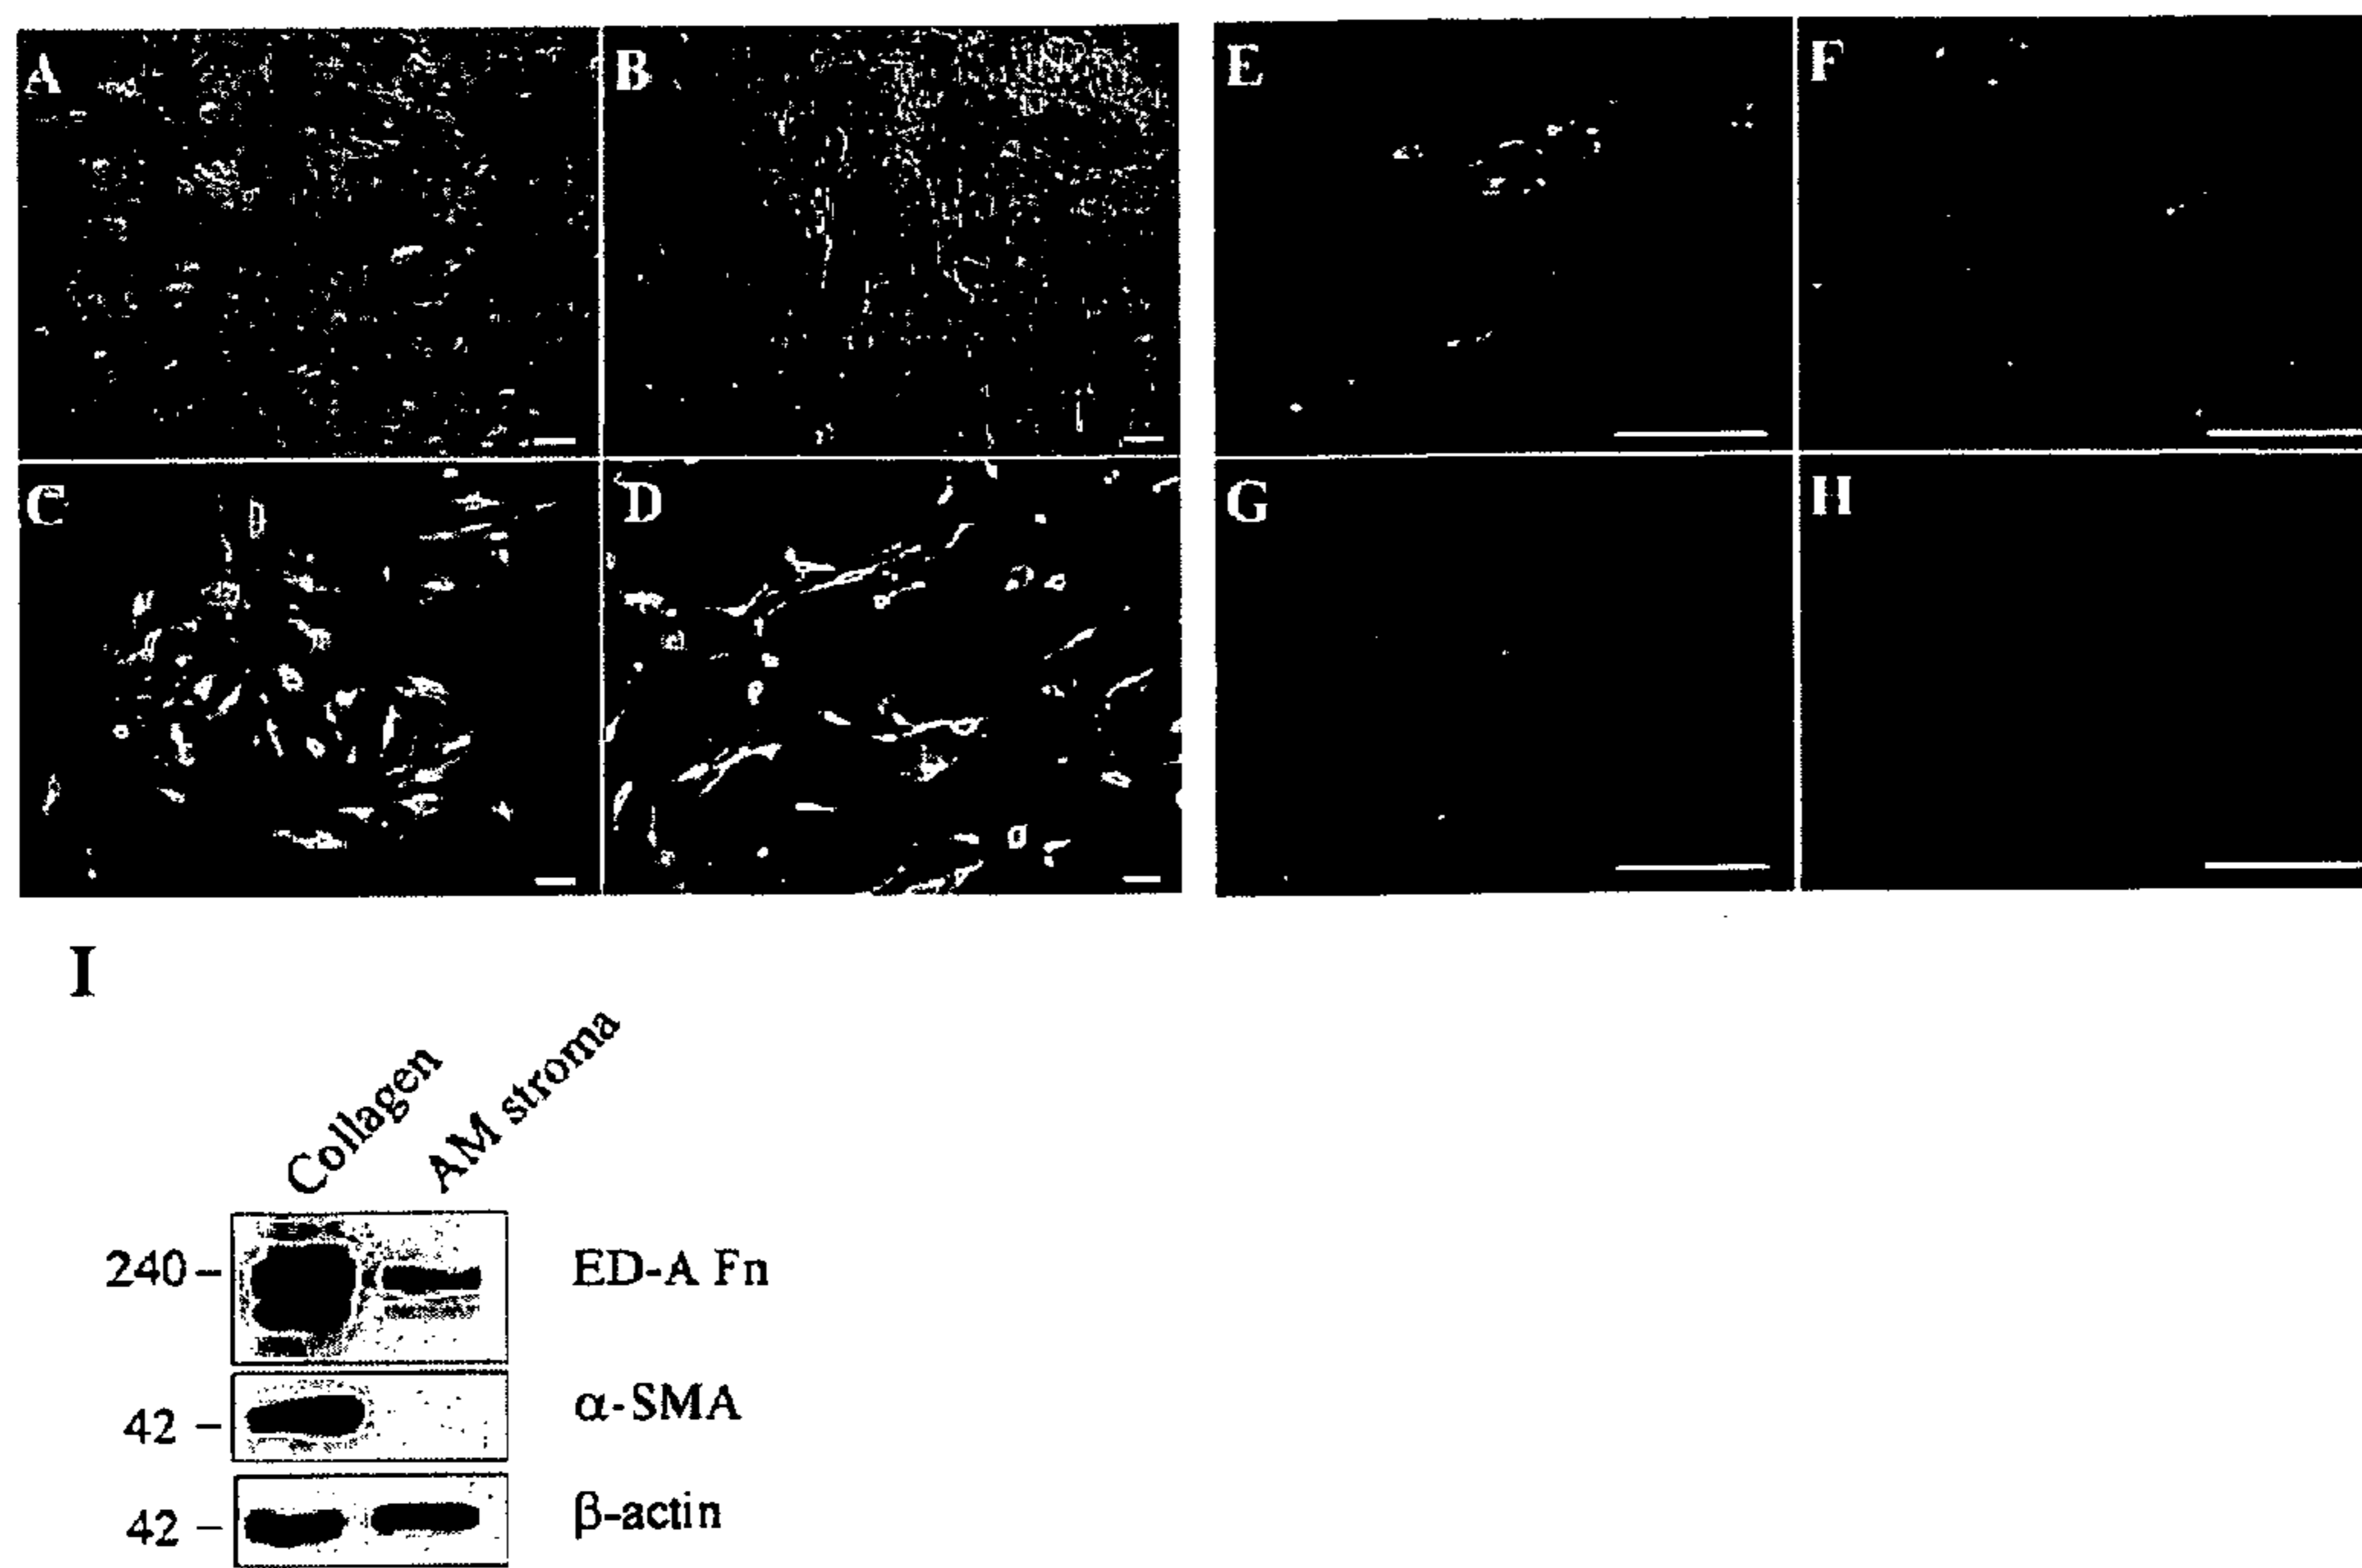 A B E F
C D G H
I
Collagen AM stroma
240 – ED-A Fn
42 – α-SMA
42 – β-actin